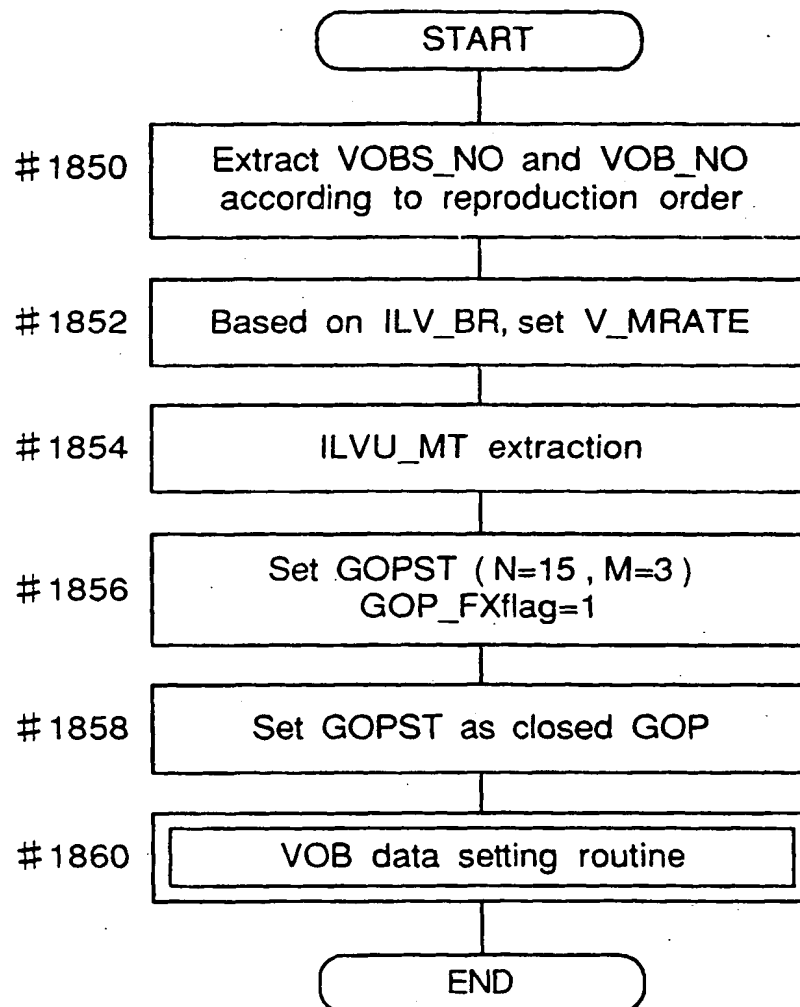 START
#1850
Extract VOBS_NO and VOB_NO
according to reproduction order
#1852
Based on ILV_BR, set V_MRATE
#1854
ILVU_MT extraction
#1856
Set GOPST (N=15, M=3)
GOP_FXflag=1
#1858
Set GOPST as closed GOP
#1860
VOB data setting routine
END